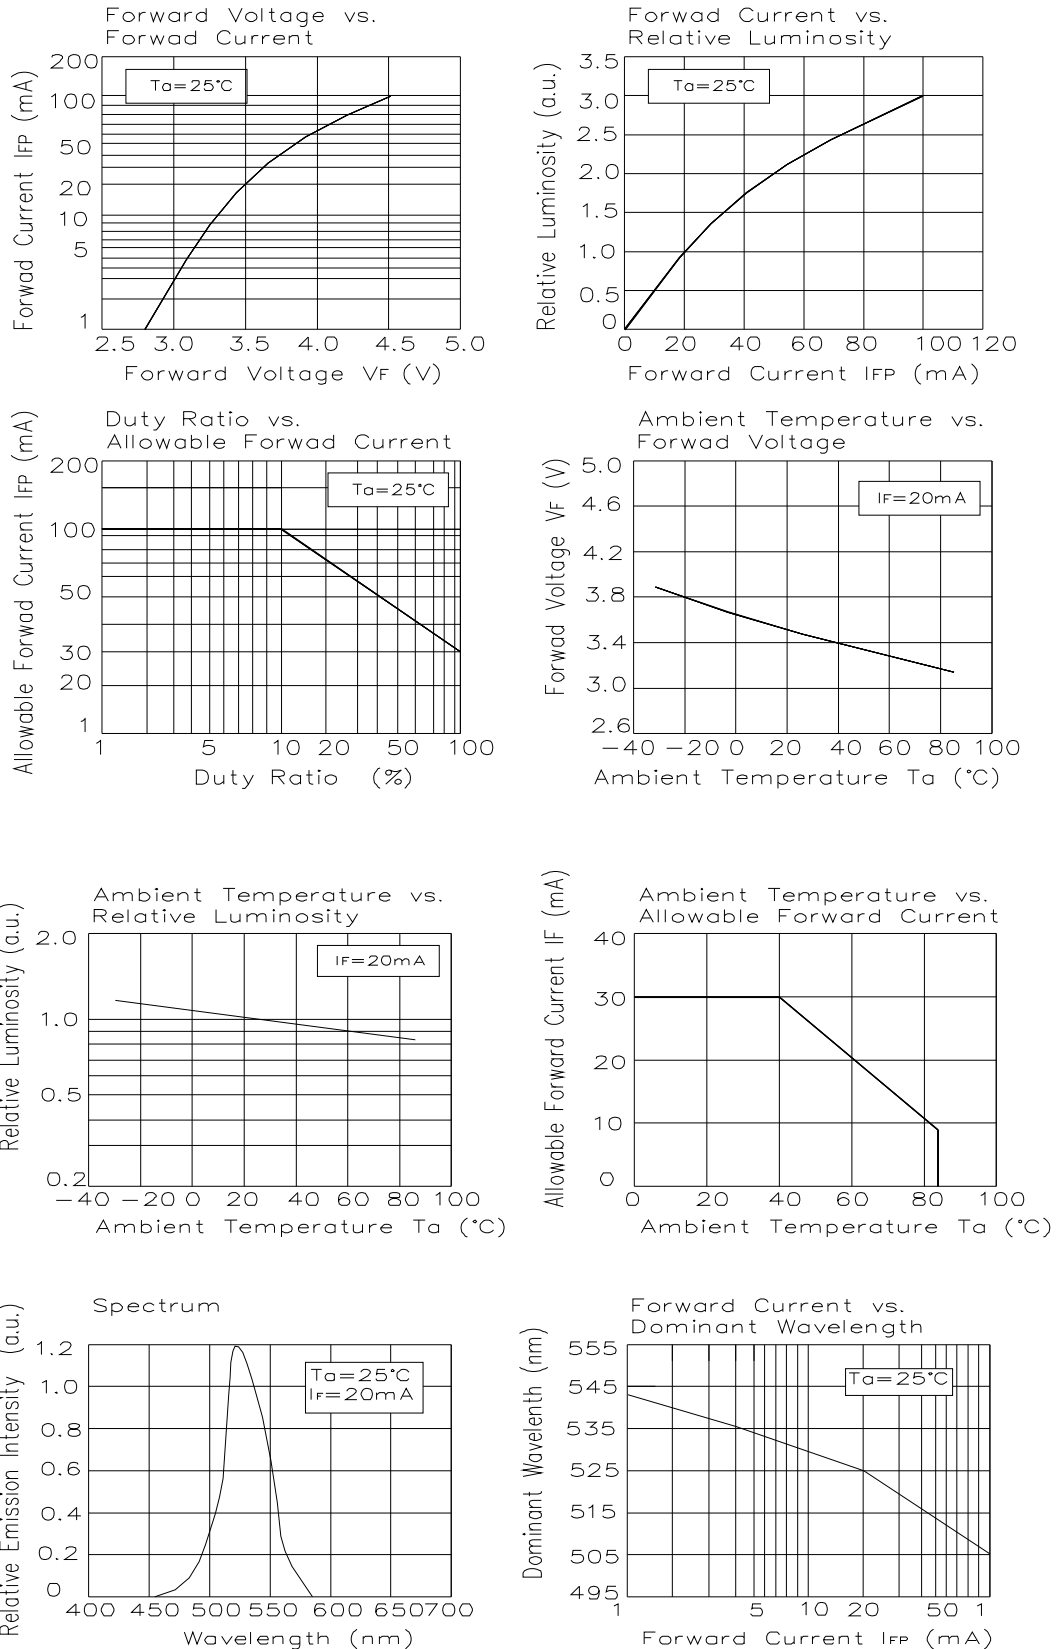 Forward Voltage vs.
Forwad Current
Forwad Current IFP (mA)
200
100
50
20
10
5
1
Ta=25°C
2.5 3.0 3.5 4.0 4.5 5.0
Forward Voltage VF (V)
Forwad Current vs.
Relative Luminosity
Relative Luminosity (a.u.)
3.5
3.0
2.5
2.0
1.5
1.0
0.5
0
Ta=25°C
0 20 40 60 80 100 120
Forward Current IFP (mA)
Duty Ratio vs.
Allowable Forwad Current
Allowable Forwad Current IFP (mA)
200
100
50
30
20
1
Ta=25°C
1 5 10 20 50 100
Duty Ratio (%)
Ambient Temperature vs.
Forwad Voltage
Forwad Voltage VF (V)
5.0
4.6
4.2
3.8
3.4
3.0
2.6
IF=20mA
-40 -20 0 20 40 60 80 100
Ambient Temperature Ta (°C)
Ambient Temperature vs.
Relative Luminosity
Relative Luminosity (a.u.)
2.0
1.0
0.5
0.2
IF=20mA
-40 -20 0 20 40 60 80 100
Ambient Temperature Ta (°C)
Ambient Temperature vs.
Allowable Forward Current
Allowable Forward Current IF (mA)
40
30
20
10
0
0 20 40 60 80 100
Ambient Temperature Ta (°C)
Spectrum
Relative Emission Intensity (a.u.)
1.2
1.0
0.8
0.6
0.4
0.2
0
Ta=25°C
IF=20mA
400 450 500 550 600 650 700
Wavelength (nm)
Forward Current vs.
Dominant Wavelength
Dominant Wavelenth (nm)
555
545
535
525
515
505
495
Ta=25°C
1 5 10 20 50 1
Forward Current IFP (mA)